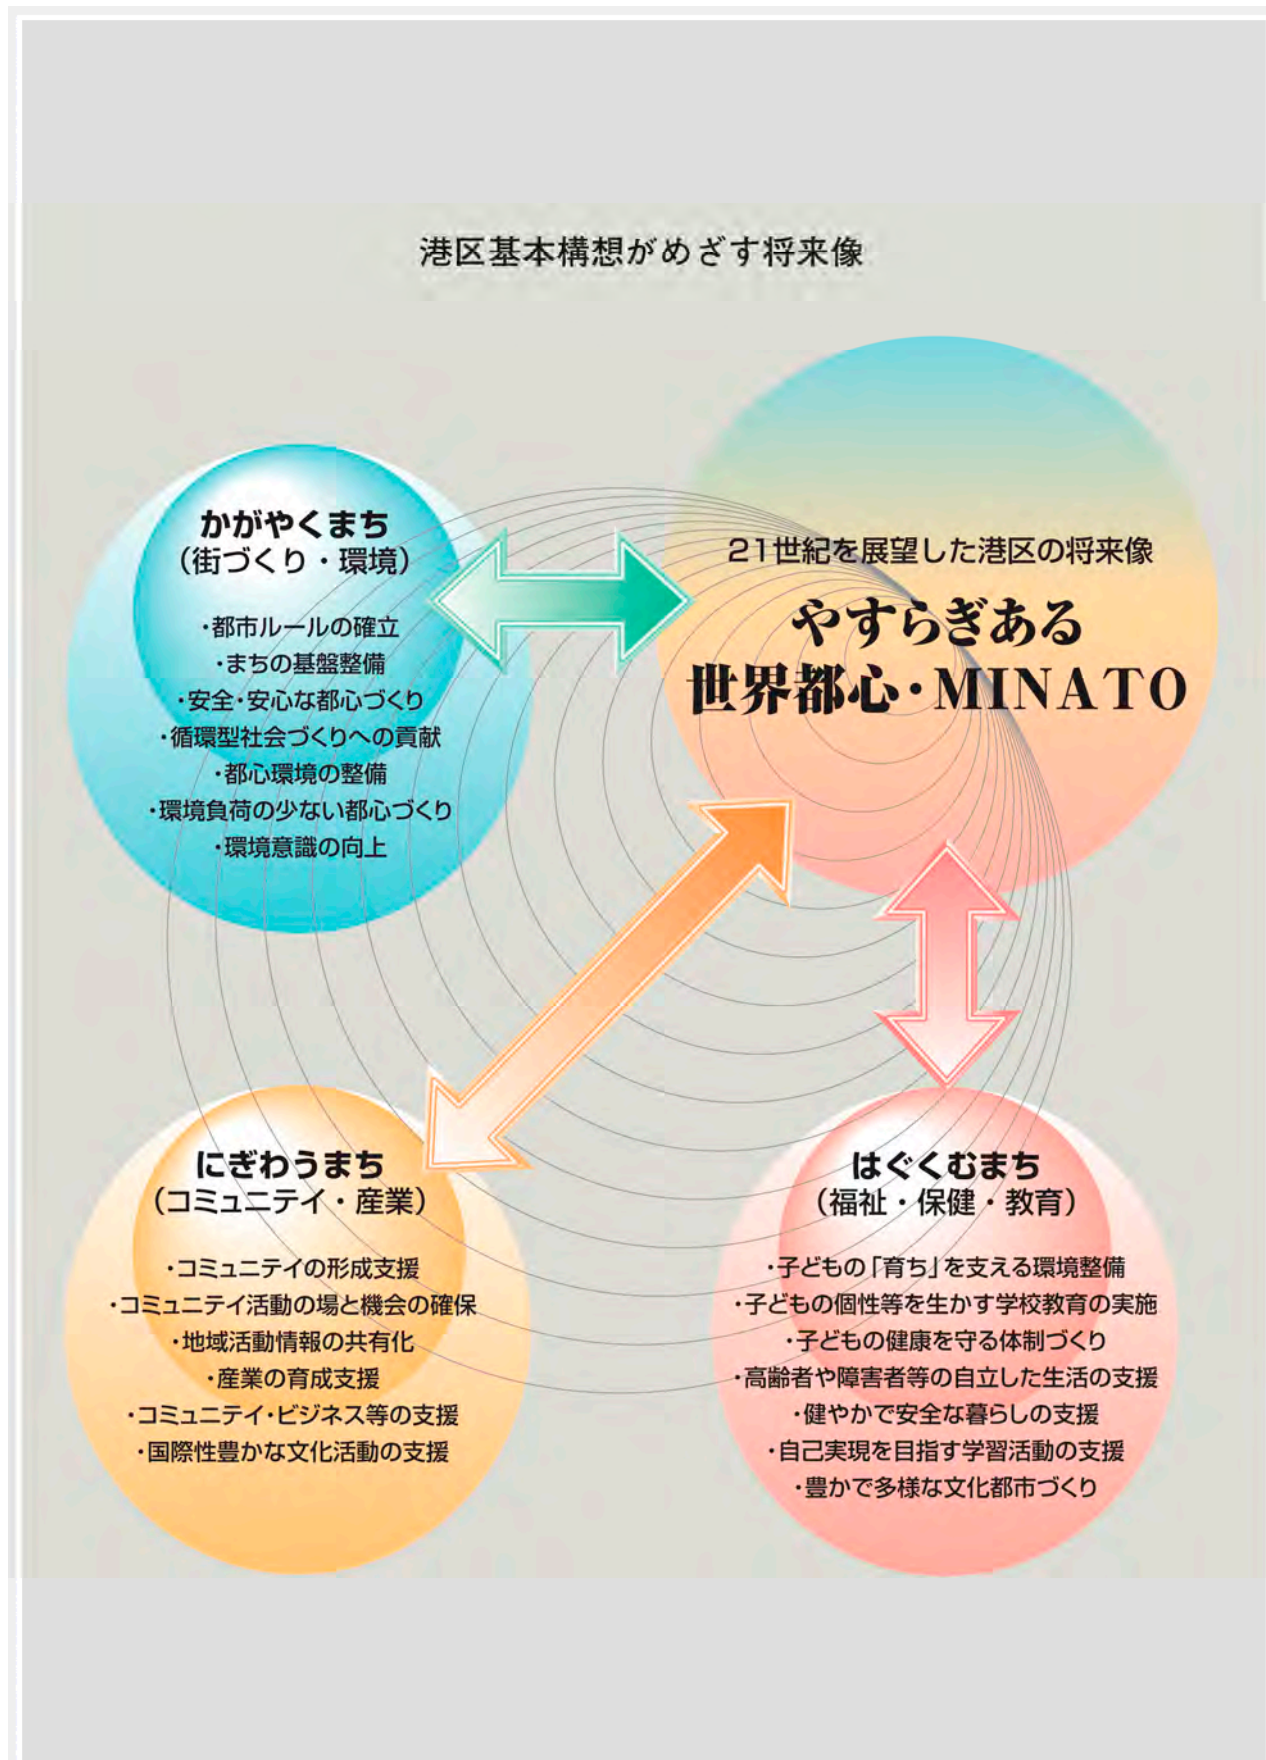 港区基本構想がめざす将来像
かがやくまち
（街づくり・環境）
・都市ルールの確立
・まちの基盤整備
・安全・安心な都心づくり
・循環型社会づくりへの貢献
・都心環境の整備
・環境負荷の少ない都心づくり
・環境意識の向上
21世紀を展望した港区の将来像
やすらぎある
世界都心・MINATO
にぎわうまち
（コミュニテイ・産業）
・コミュニテイの形成支援
・コミュニテイ活動の場と機会の確保
・地域活動情報の共有化
・産業の育成支援
・コミュニテイ・ビジネス等の支援
・国際性豊かな文化活動の支援
はぐくむまち
（福祉・保健・教育）
・子どもの「育ち」を支える環境整備
・子どもの個性等を生かす学校教育の実施
・子どもの健康を守る体制づくり
・高齢者や障害者等の自立した生活の支援
・健やかで安全な暮らしの支援
・自己実現を目指す学習活動の支援
・豊かで多様な文化都市づくり